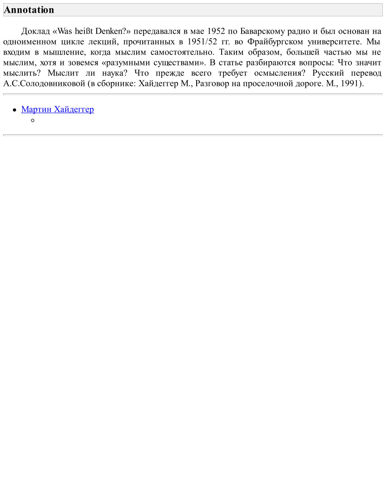 Annotation
Доклад «Was heißt Denken?» передавался в мае 1952 по Баварскому радио и был основан на
одноименном цикле лекций, прочитанных в 1951/52 гг. во Фрайбургском университете. Мы
входим в мышление, когда мыслим самостоятельно. Таким образом, большей частью мы не
мыслим, хотя и зовемся «разумными существами». В статье разбираются вопросы: Что значит
мыслить? Мыслит ли наука? Что прежде всего требует осмысления? Русский перевод
А.С.Солодовниковой (в сборнике: Хайдеггер М., Разговор на проселочной дороге. М., 1991).
Мартин Хайдеггер